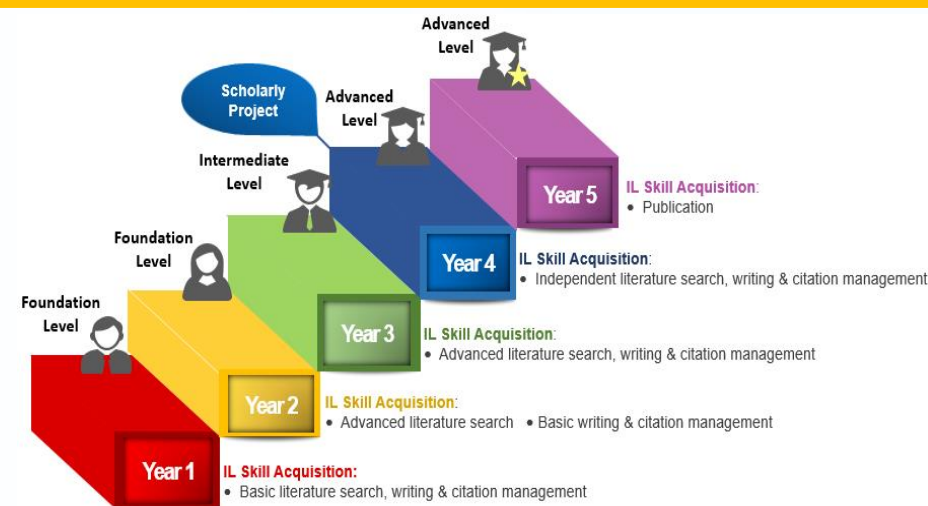 Advanced
Level
Scholarly
Project
Advanced
Level
Intermediate
Level
Foundation
Level
Foundation
Level
Year 5
IL Skill Acquisition:
• Publication
Year 4
IL Skill Acquisition:
• Independent literature search, writing & citation management
Year 3
IL Skill Acquisition:
• Advanced literature search, writing & citation management
Year 2
IL Skill Acquisition:
• Advanced literature search • Basic writing & citation management
Year 1
IL Skill Acquisition:
• Basic literature search, writing & citation management